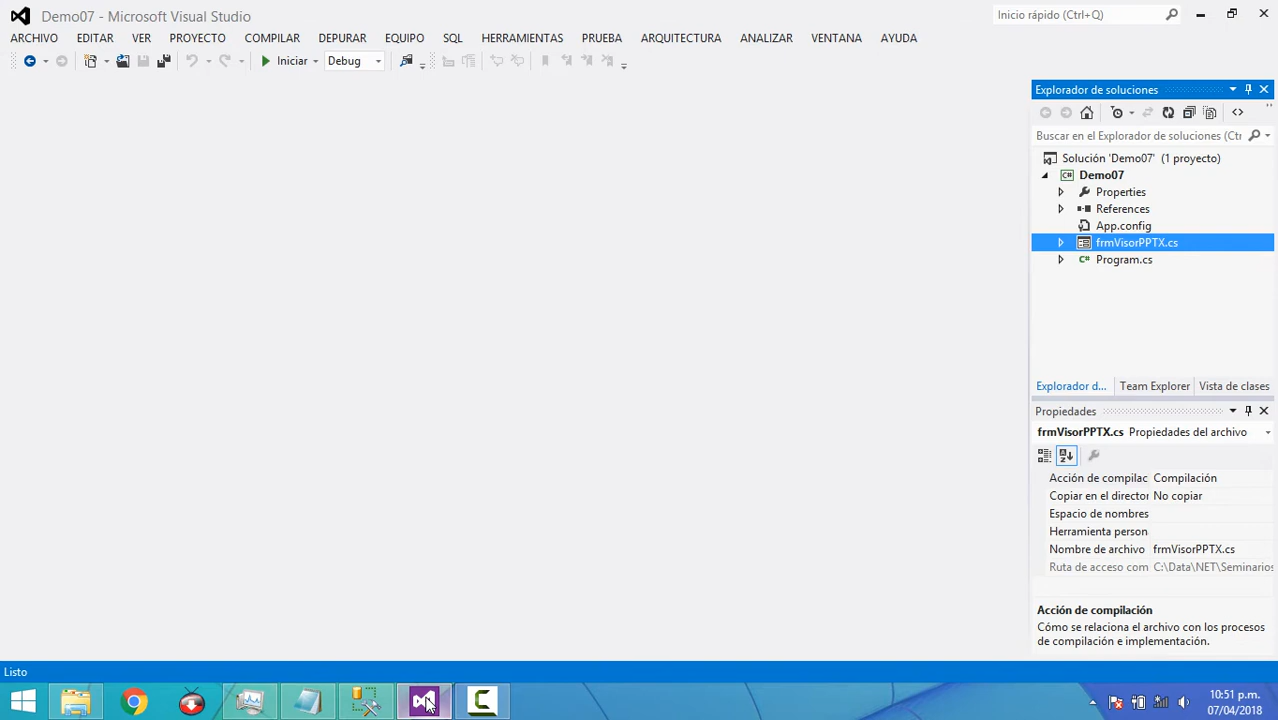 Demo07 - Microsoft Visual Studio
Inicio rápido (Ctrl+Q)
ARCHIVO EDITAR VER PROYECTO COMPILAR DEPURAR EQUIPO SQL HERRAMIENTAS PRUEBA ARQUITECTURA ANALIZAR VENTANA AYUDA
Iniciar Debug
Explorador de soluciones
Buscar en el Explorador de soluciones (Ctr
Solución 'Demo07' (1 proyecto)
Demo07
Properties
References
App.config
frmVisorPPTX.cs
Program.cs
Explorador d... Team Explorer Vista de clases
Propiedades
frmVisorPPTX.cs Propiedades del archivo
Acción de compilac Compilación
Copiar en el director No copiar
Espacio de nombres
Herramienta person
Nombre de archivo frmVisorPPTX.cs
Ruta de acceso com C:\Data\NET\Seminarios
Acción de compilación
Cómo se relaciona el archivo con los procesos
de compilación e implementación.
Listo
10:51 p.m.
07/04/2018